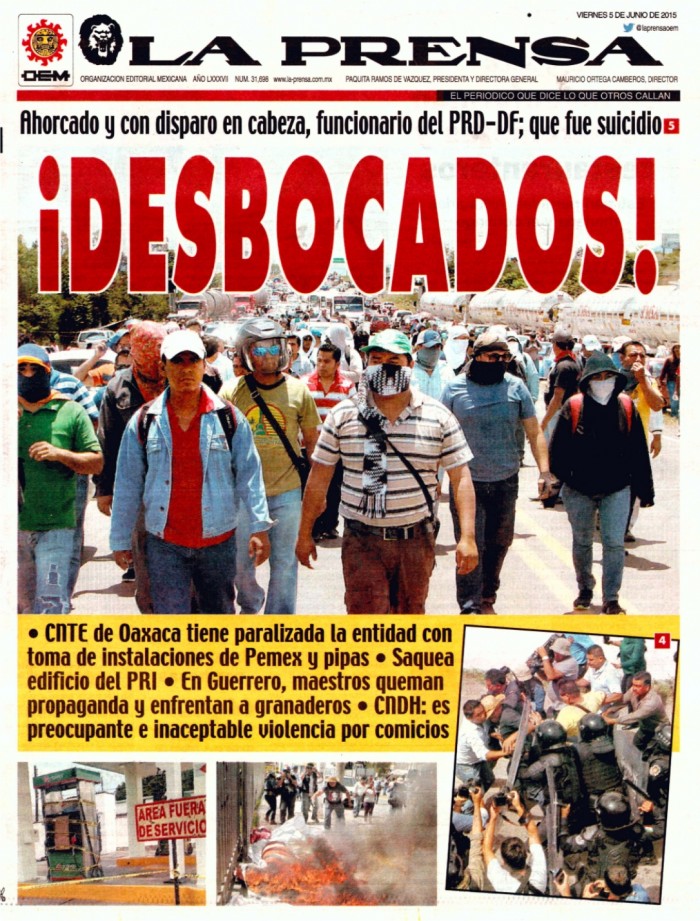 VIERNES 5 DE JUNIO DE 2015
@laprensaoem
LA PRENSA
OEM
ORGANIZACION EDITORIAL MEXICANA AÑO LXXXVII NUM. 31,698 www.la-prensa.com.mx PAQUITA RAMOS DE VAZQUEZ, PRESIDENTA Y DIRECTORA GENERAL MAURICIO ORTEGA CAMBEROS, DIRECTOR
EL PERIODICO QUE DICE LO QUE OTROS CALLAN
Ahorcado y con disparo en cabeza, funcionario del PRD-DF; que fue suicidio 5
¡DESBOCADOS!
• CNTE de Oaxaca tiene paralizada la entidad con
toma de instalaciones de Pemex y pipas • Saquea
edificio del PRI • En Guerrero, maestros queman
propaganda y enfrentan a granaderos • CNDH: es
preocupante e inaceptable violencia por comicios
4
AREA FUERA
DE SERVICIO